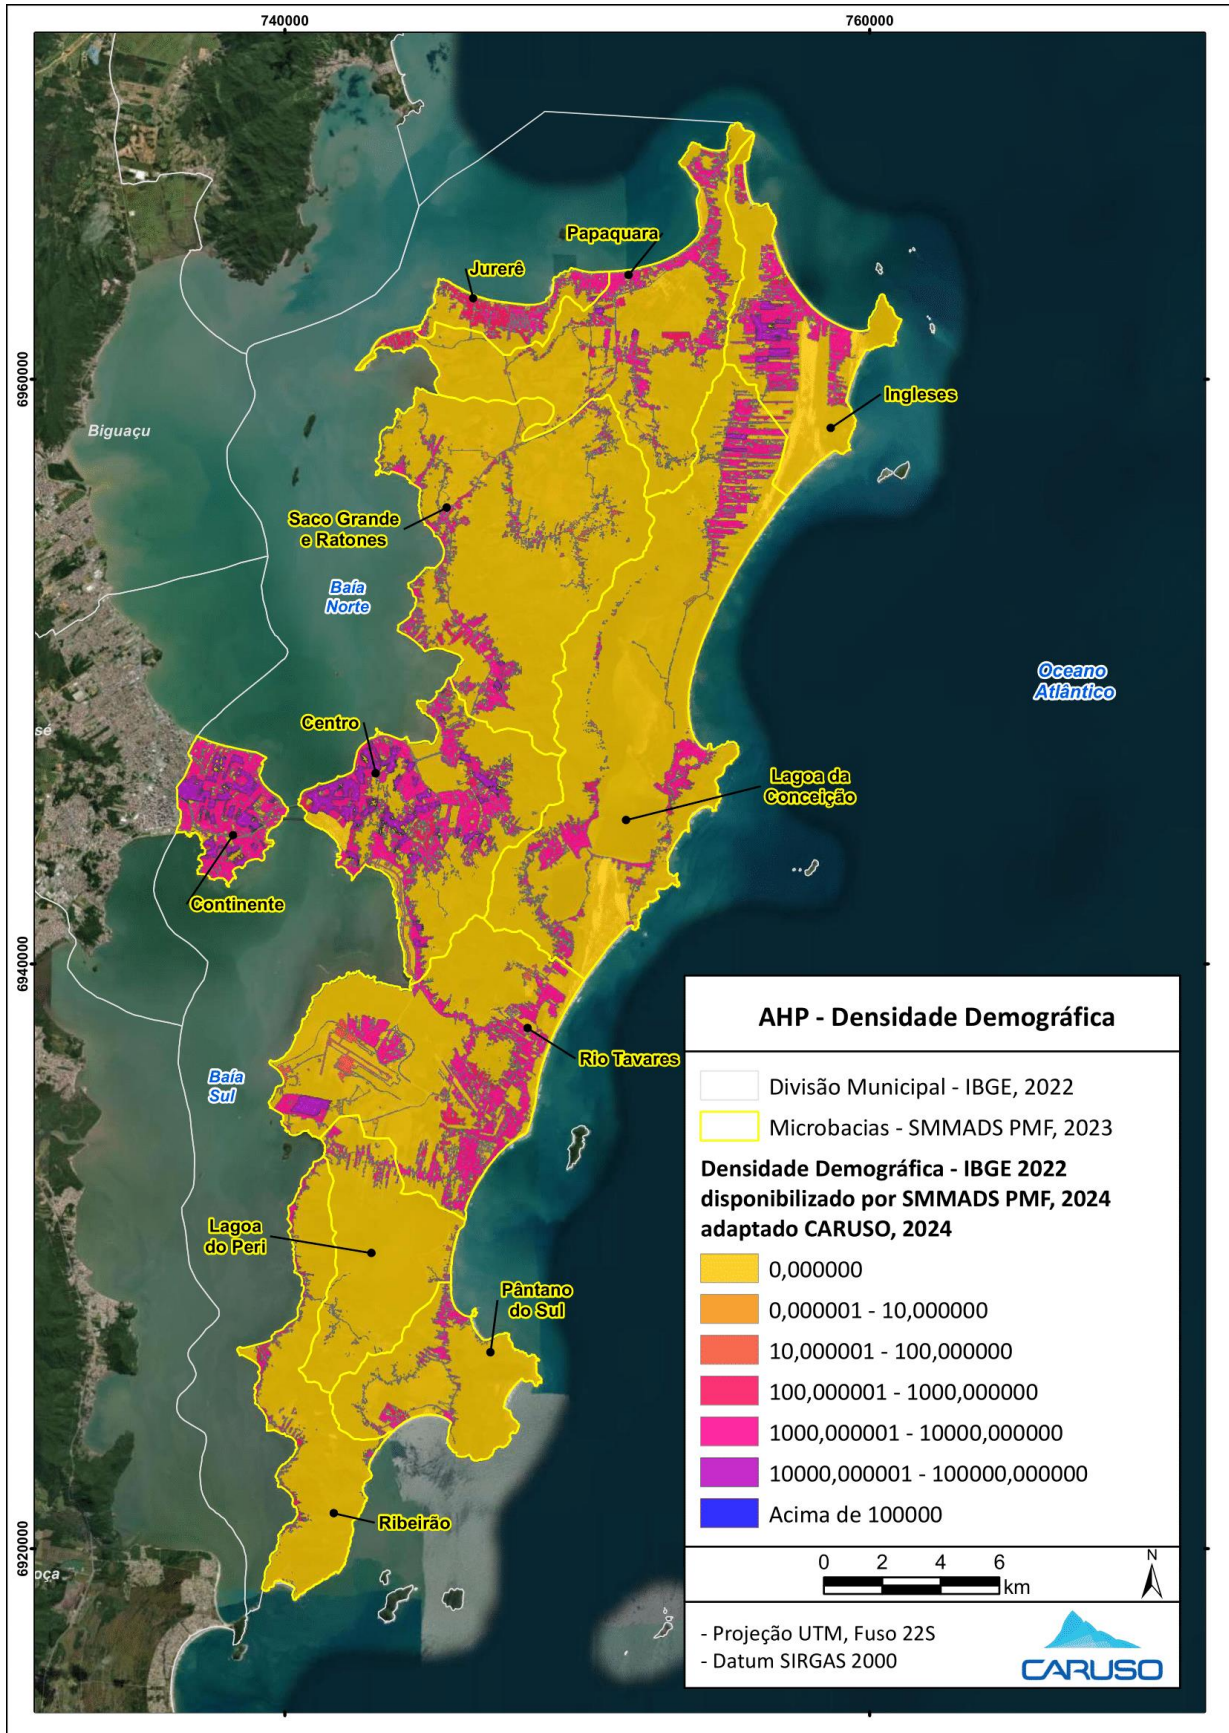 740000
760000
6960000
6940000
6920000
Papaquara
Jurerê
Ingleses
Biguaçu
Saco Grande
e Ratones
Baía
Norte
Oceano
Atlântico
sé
Centro
Lagoa da
Conceição
Continente
Rio Tavares
Baía
Sul
Lagoa
do Peri
Pântano
do Sul
Ribeirão
oça
AHP - Densidade Demográfica
Divisão Municipal - IBGE, 2022
Microbacias - SMMADS PMF, 2023
Densidade Demográfica - IBGE 2022
disponibilizado por SMMADS PMF, 2024
adaptado CARUSO, 2024
0,000000
0,000001 - 10,000000
10,000001 - 100,000000
100,000001 - 1000,000000
1000,000001 - 10000,000000
10000,000001 - 100000,000000
Acima de 100000
0 2 4 6
km
N
- Projeção UTM, Fuso 22S
- Datum SIRGAS 2000
CARUSO